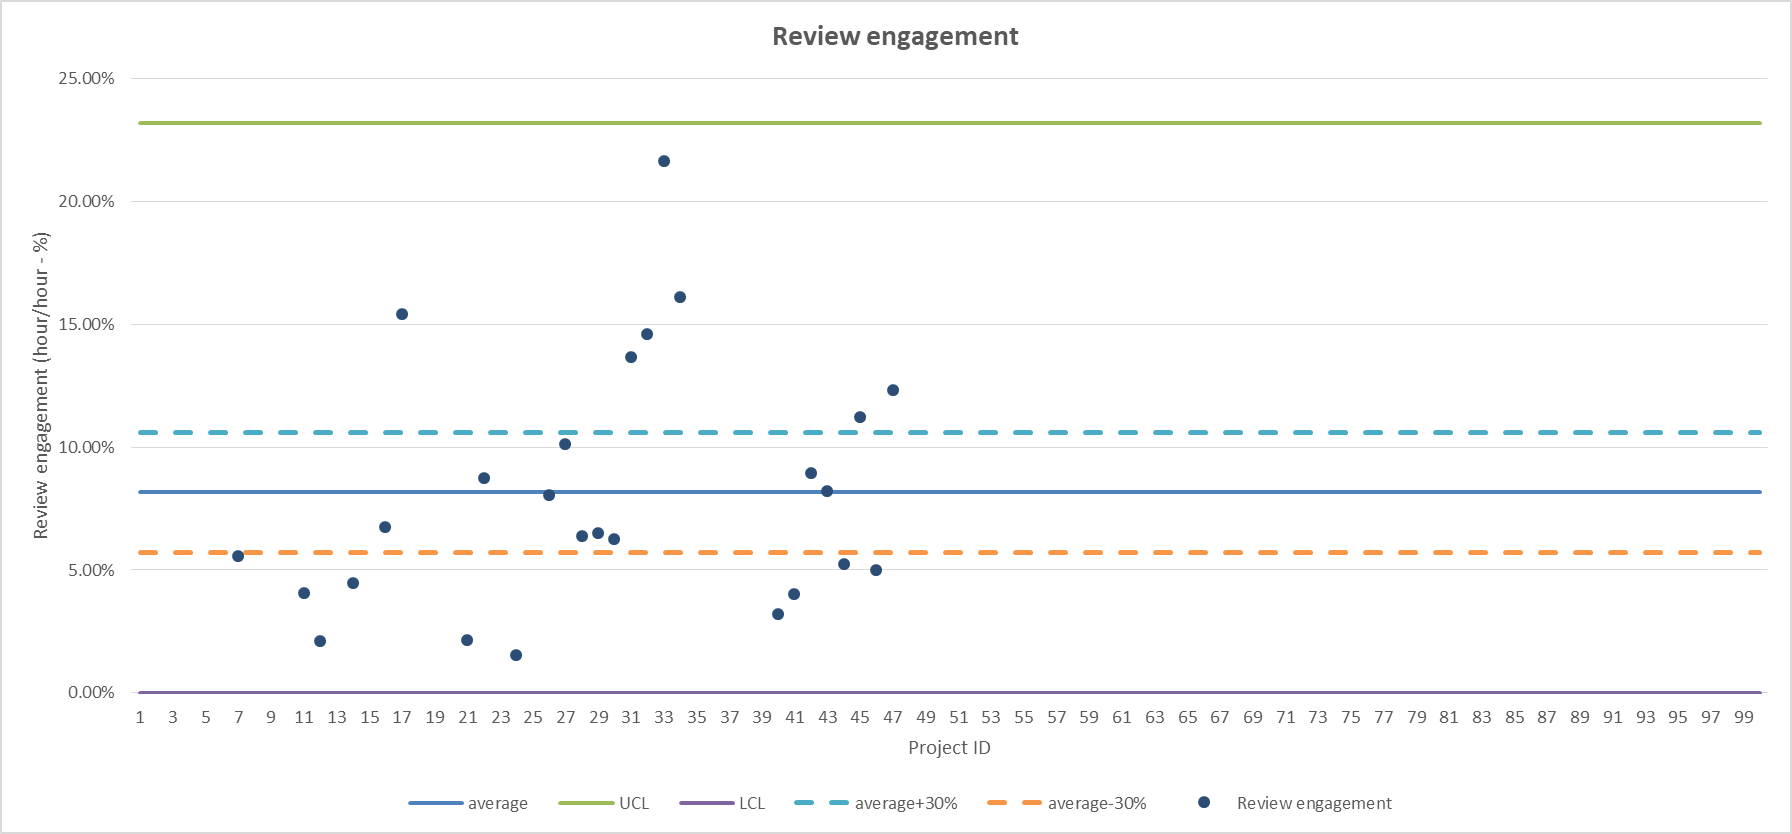 Review engagement
25.00%
20.00%
15.00%
10.00%
5.00%
0.00%
Review engagement (hour/hour - %)
1 3 5 7 9 11 13 15 17 19 21 23 25 27 29 31 33 35 37 39 41 43 45 47 49 51 53 55 57 59 61 63 65 67 69 71 73 75 77 79 81 83 85 87 89 91 93 95 97 99
Project ID
average UCL LCL average+30% average-30% Review engagement